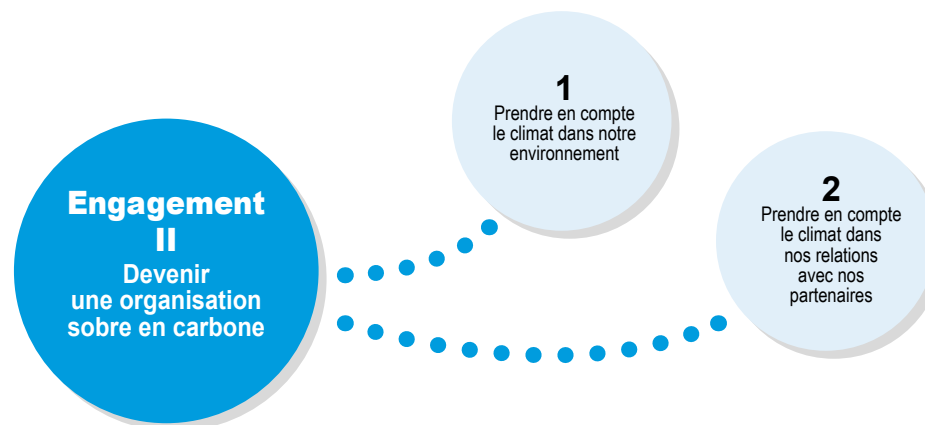 Engagement
II
Devenir
une organisation
sobre en carbone
1
Prendre en compte
le climat dans notre
environnement
2
Prendre en compte
le climat dans
nos relations
avec nos
partenaires